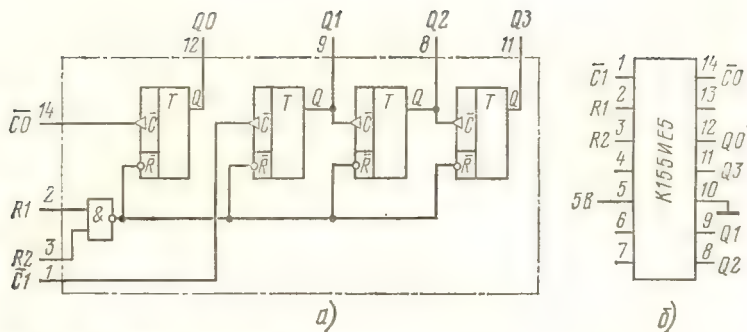 Q0 Q1 Q2 Q3
12 9 8 11
T Q T Q T Q T Q
C̅0 14 C̅ C̅ C̅ C̅
R̅ R̅ R̅ R̅
R1 2 &
R2 3
C̅1 1
а)
C̅1 1 14 C̅0
R1 2 13
R2 3 12 Q0
4 11 Q3
5В 5 10
6 9 Q1
7 8 Q2
К155ИЕ5
б)